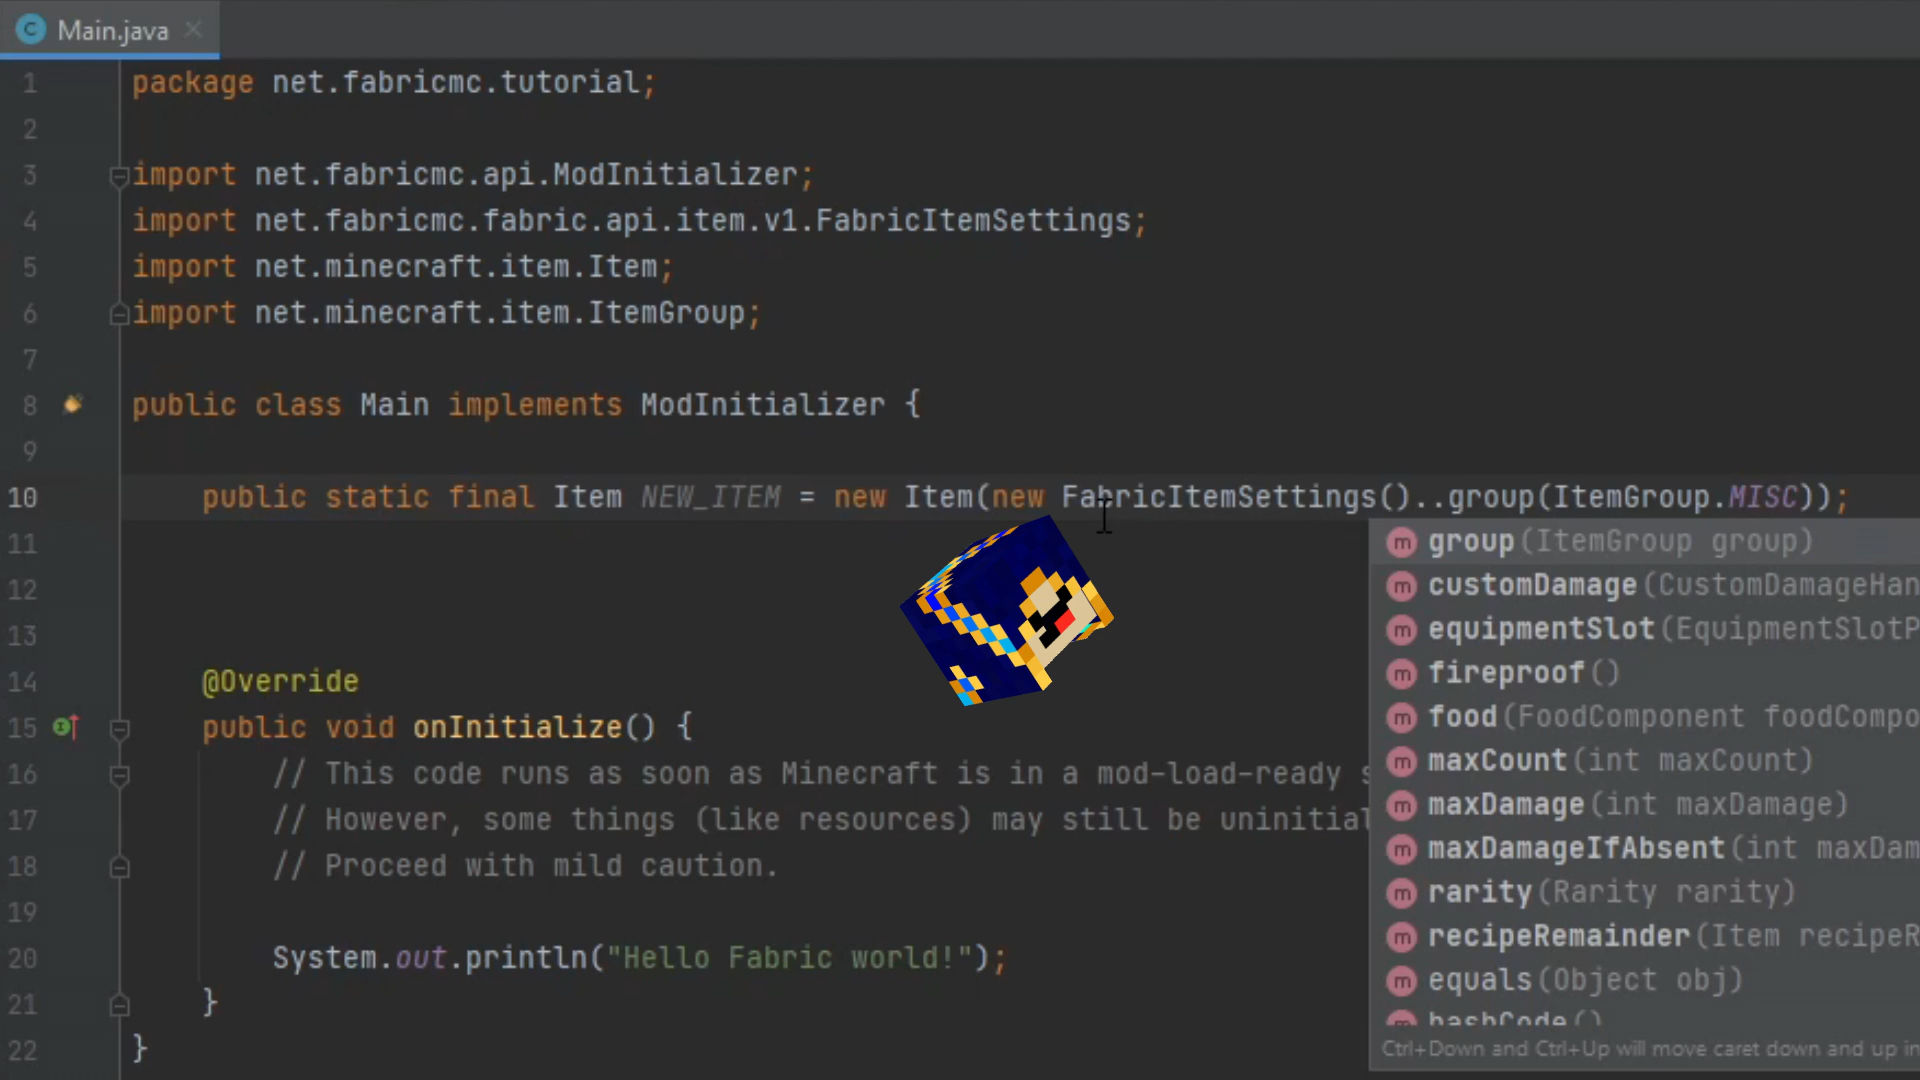 Main.java
1 package net.fabricmc.tutorial;
2
3 import net.fabricmc.api.ModInitializer;
4 import net.fabricmc.fabric.api.item.v1.FabricItemSettings;
5 import net.minecraft.item.Item;
6 import net.minecraft.item.ItemGroup;
7
8 public class Main implements ModInitializer {
9
10 public static final Item NEW_ITEM = new Item(new FabricItemSettings()..group(ItemGroup.MISC));
11
12
13
14 @Override
15 public void onInitialize() {
16 // This code runs as soon as Minecraft is in a mod-load-ready s
17 // However, some things (like resources) may still be uninitial
18 // Proceed with mild caution.
19
20 System.out.println("Hello Fabric world!");
21 }
22 }
m group(ItemGroup group)
m customDamage(CustomDamageHan
m equipmentSlot(EquipmentSlotP
m fireproof()
m food(FoodComponent foodCompo
m maxCount(int maxCount)
m maxDamage(int maxDamage)
m maxDamageIfAbsent(int maxDam
m rarity(Rarity rarity)
m recipeRemainder(Item recipeR
m equals(Object obj)
m hashCode()
Ctrl+Down and Ctrl+Up will move caret down and up in